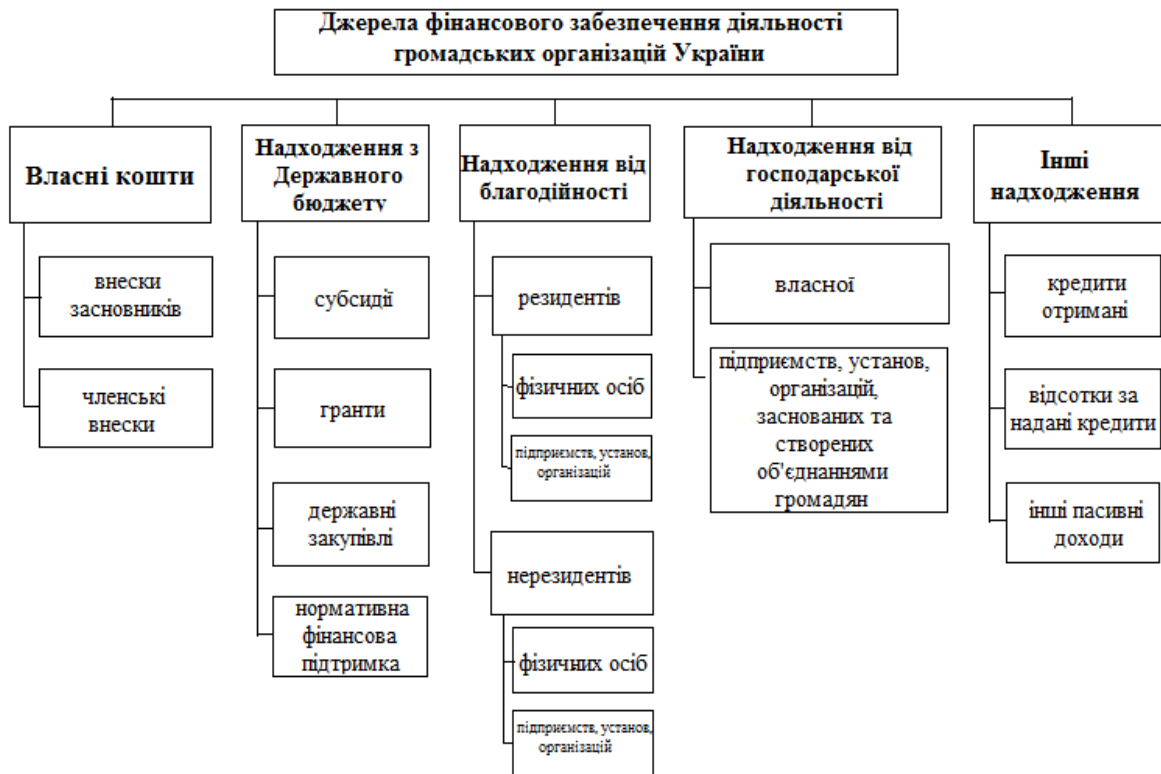 Джерела фінансового забезпечення діяльності
громадських організацій України
Власні кошти
внески
засновників
членські
внески
Надходження з
Державного
бюджету
субсидії
гранти
державні
закупівлі
нормативна
фінансова
підтримка
Надходження від
благодійності
резидентів
фізичних осіб
підприємств, установ,
організацій
нерезидентів
фізичних осіб
підприємств, установ,
організацій
Надходження від
господарської
діяльності
власної
підприємств, установ,
організацій,
заснованих та
створених
об'єднаннями
громадян
Інші
надходження
кредити
отримані
відсотки за
надані кредити
інші пасивні
доходи